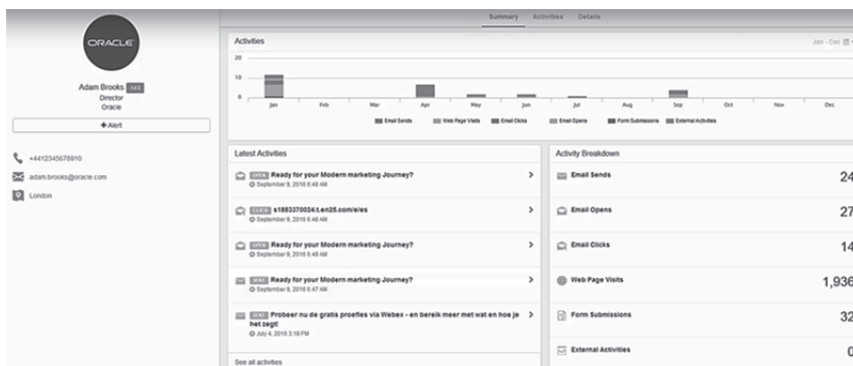 Summary Activities Details
ORACLE
Adam Brooks
Director
Oracle
+Alert
+4412345678910
adam.brooks@oracle.com
London
Activities
Jan - Dec
20
10
0
Jan Feb Mar Apr May Jun Jul Aug Sep Oct Nov Dec
Email Sends Web Page Visits Email Clicks Email Opens Form Submissions External Activities
Latest Activities
OPEN Ready for your Modern marketing Journey?
September 9, 2016 6:48 AM
CLICK s1883370034.t.en25.com/e/es
September 9, 2016 6:48 AM
OPEN Ready for your Modern marketing Journey?
September 9, 2016 6:48 AM
SENT Ready for your Modern marketing Journey?
September 9, 2016 6:47 AM
SENT Probeer nu de gratis proefles via Webex - en bereik meer met wat en hoe je
het zegt!
July 4, 2015 3:18 PM
See all activities
Activity Breakdown
Email Sends 24
Email Opens 27
Email Clicks 14
Web Page Visits 1,936
Form Submissions 32
External Activities 0